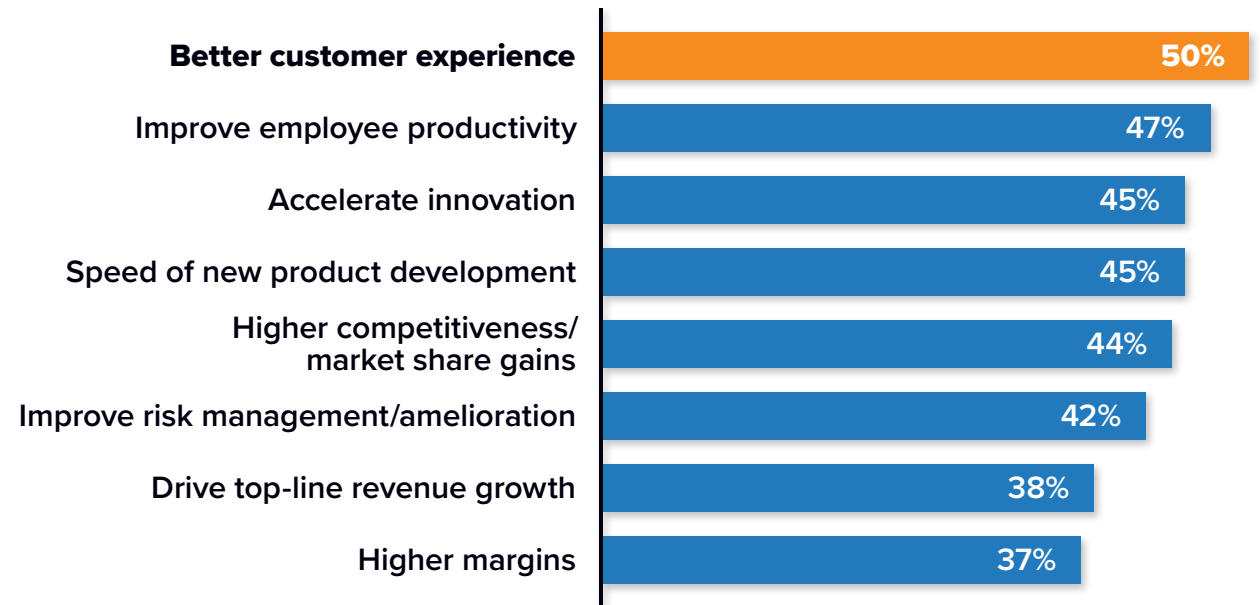 Better customer experience 50%
Improve employee productivity 47%
Accelerate innovation 45%
Speed of new product development 45%
Higher competitiveness/
market share gains 44%
Improve risk management/amelioration 42%
Drive top-line revenue growth 38%
Higher margins 37%